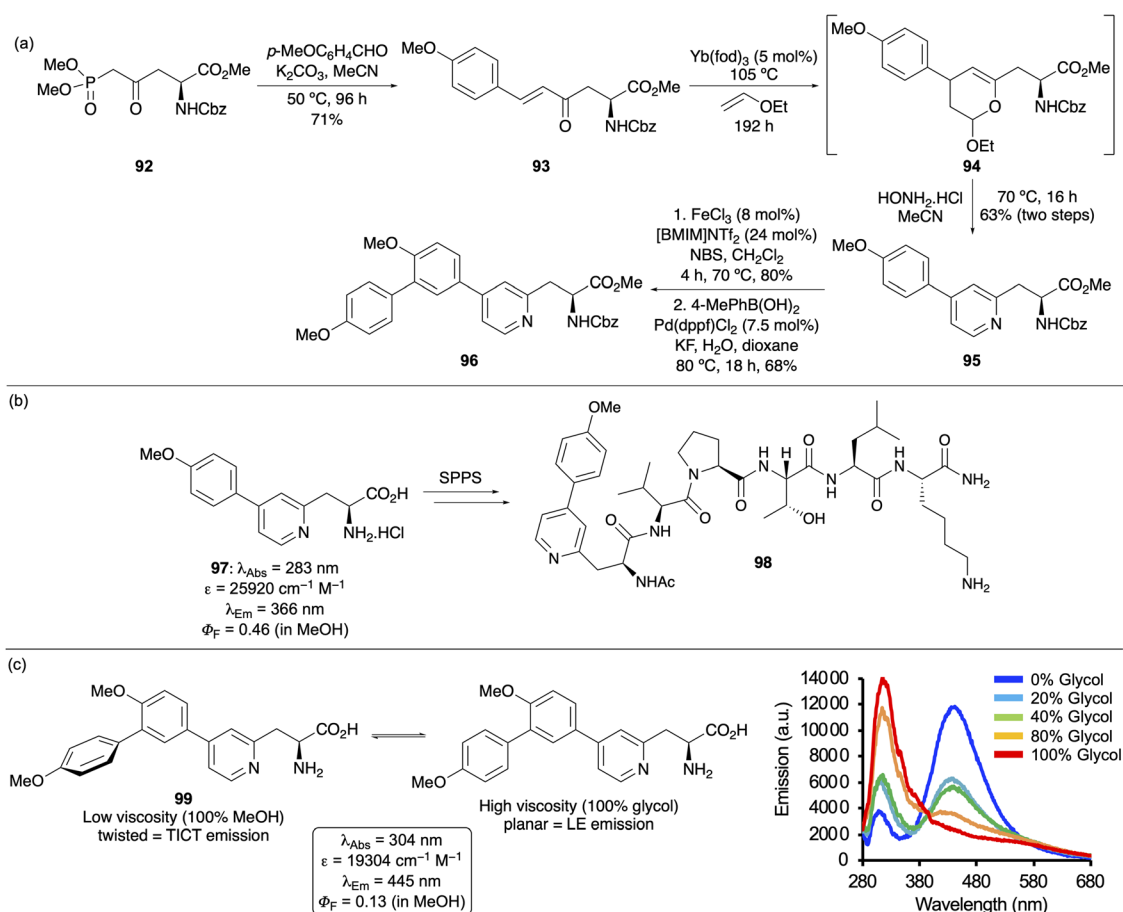 (a)
MeO
MeO
P
O
O
CO₂Me
NHCbz
92
p-MeOC₆H₄CHO
K₂CO₃, MeCN
50 ºC, 96 h
71%
MeO
O
CO₂Me
NHCbz
93
Yb(fod)₃ (5 mol%)
105 ºC
OEt
192 h
MeO
O
OEt
CO₂Me
NHCbz
94
HONH₂.HCl
MeCN
70 ºC, 16 h
63% (two steps)
MeO
N
CO₂Me
NHCbz
95
1. FeCl₃ (8 mol%)
[BMIM]NTf₂ (24 mol%)
NBS, CH₂Cl₂
4 h, 70 ºC, 80%
2. 4-MePhB(OH)₂
Pd(dppf)Cl₂ (7.5 mol%)
KF, H₂O, dioxane
80 ºC, 18 h, 68%
MeO
MeO
N
CO₂Me
NHCbz
96
(b)
MeO
N
CO₂H
NH₂.HCl
97: λAbs = 283 nm
ε = 25920 cm⁻¹ M⁻¹
λEm = 366 nm
ΦF = 0.46 (in MeOH)
SPPS
OMe
N
NHAc
O
N
H
O
N
O
H
N
H
Me
OH
O
N
H
O
H
N
O
NH₂
NH₂
98
(c)
MeO
MeO
N
CO₂H
NH₂
99
Low viscosity (100% MeOH)
twisted = TICT emission
MeO
MeO
N
CO₂H
NH₂
High viscosity (100% glycol)
planar = LE emission
λAbs = 304 nm
ε = 19304 cm⁻¹ M⁻¹
λEm = 445 nm
ΦF = 0.13 (in MeOH)
Emission (a.u.)
14000
12000
10000
8000
6000
4000
2000
0
280 380 480 580 680
Wavelength (nm)
0% Glycol
20% Glycol
40% Glycol
80% Glycol
100% Glycol